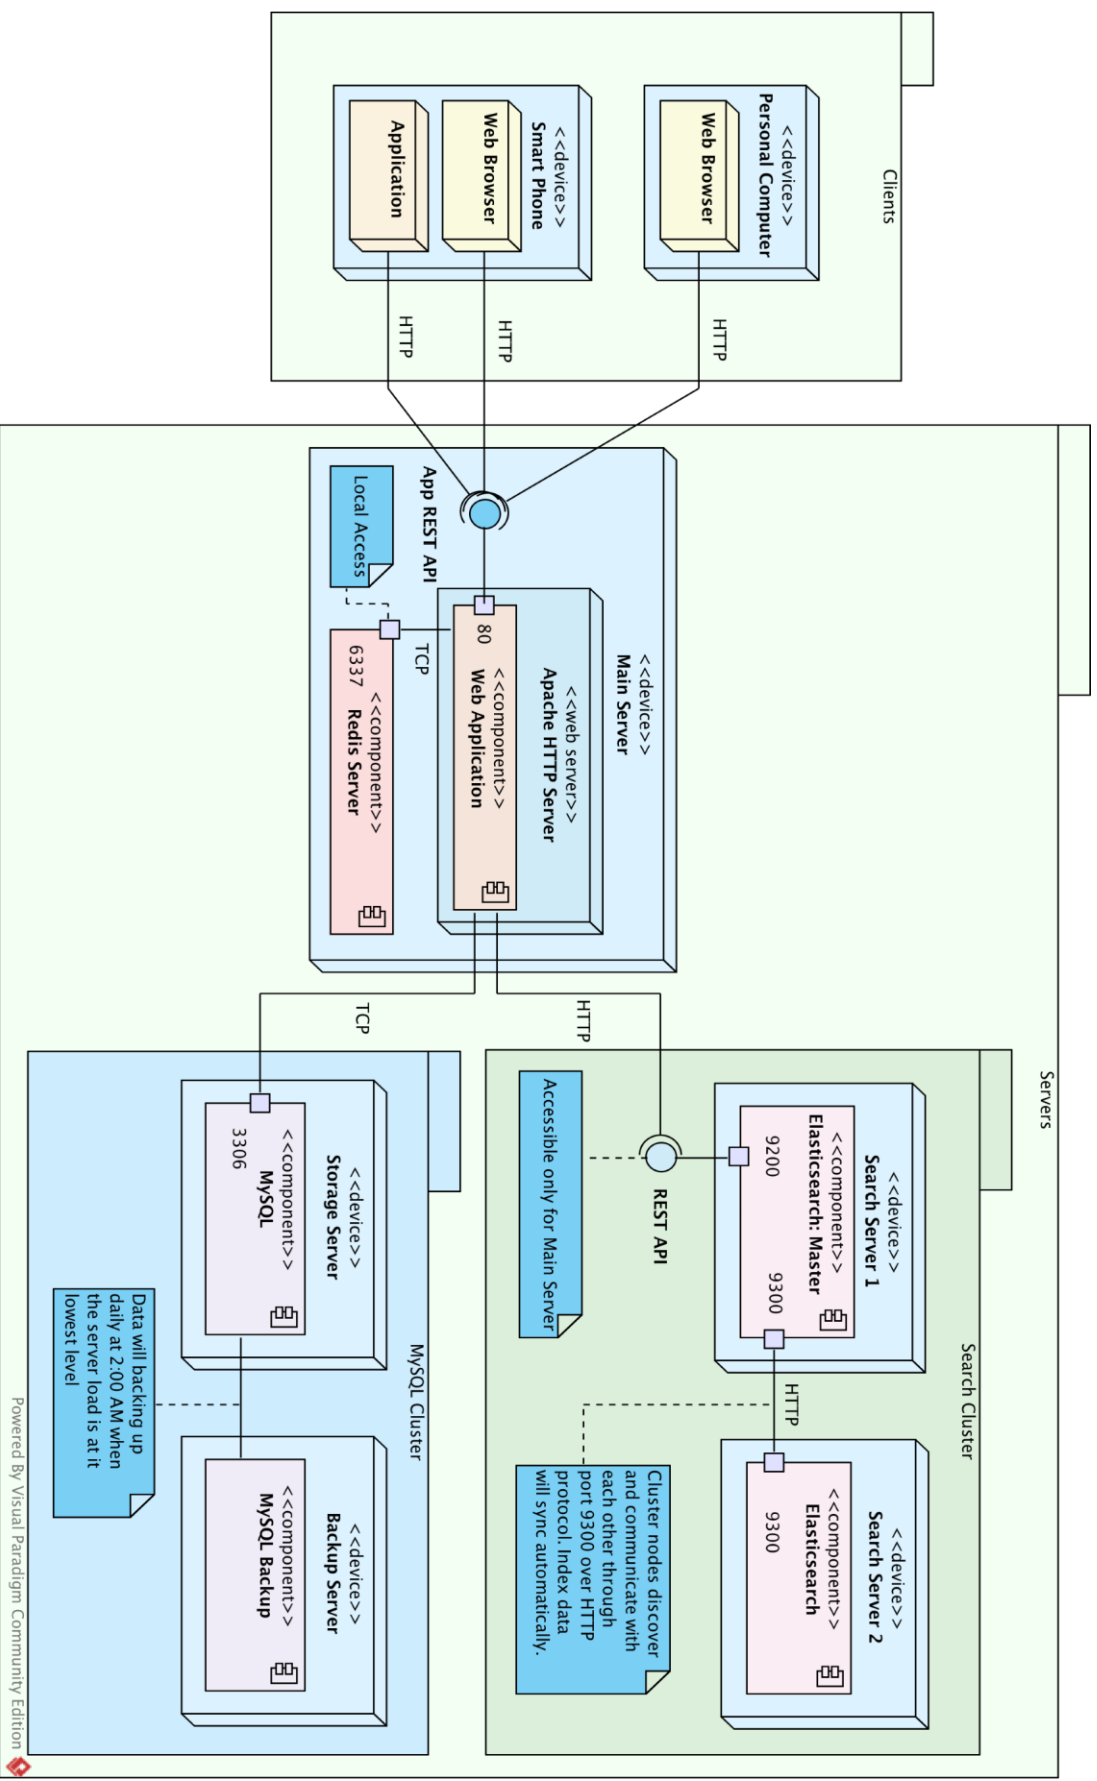 Clients
<<device>>
Personal Computer
Web Browser
HTTP
<<device>>
Smart Phone
Web Browser
HTTP
Application
HTTP
Servers
<<device>>
Main Server
<<web server>>
Apache HTTP Server
<<component>>
Web Application
80
App REST API
TCP
Local Access
<<component>>
Redis Server
6337
HTTP
TCP
Search Cluster
<<device>>
Search Server 1
<<component>>
Elasticsearch: Master
9200
9300
REST API
Accessible only for Main Server
HTTP
<<device>>
Search Server 2
<<component>>
Elasticsearch
9300
Cluster nodes discover
and communicate with
each other through
port 9300 over HTTP
protocol. Index data
will sync automatically.
MySQL Cluster
<<device>>
Storage Server
<<component>>
MySQL
3306
<<device>>
Backup Server
<<component>>
MySQL Backup
Data will backing up
daily at 2:00 AM when
the server load is at it
lowest level
Powered By Visual Paradigm Community Edition